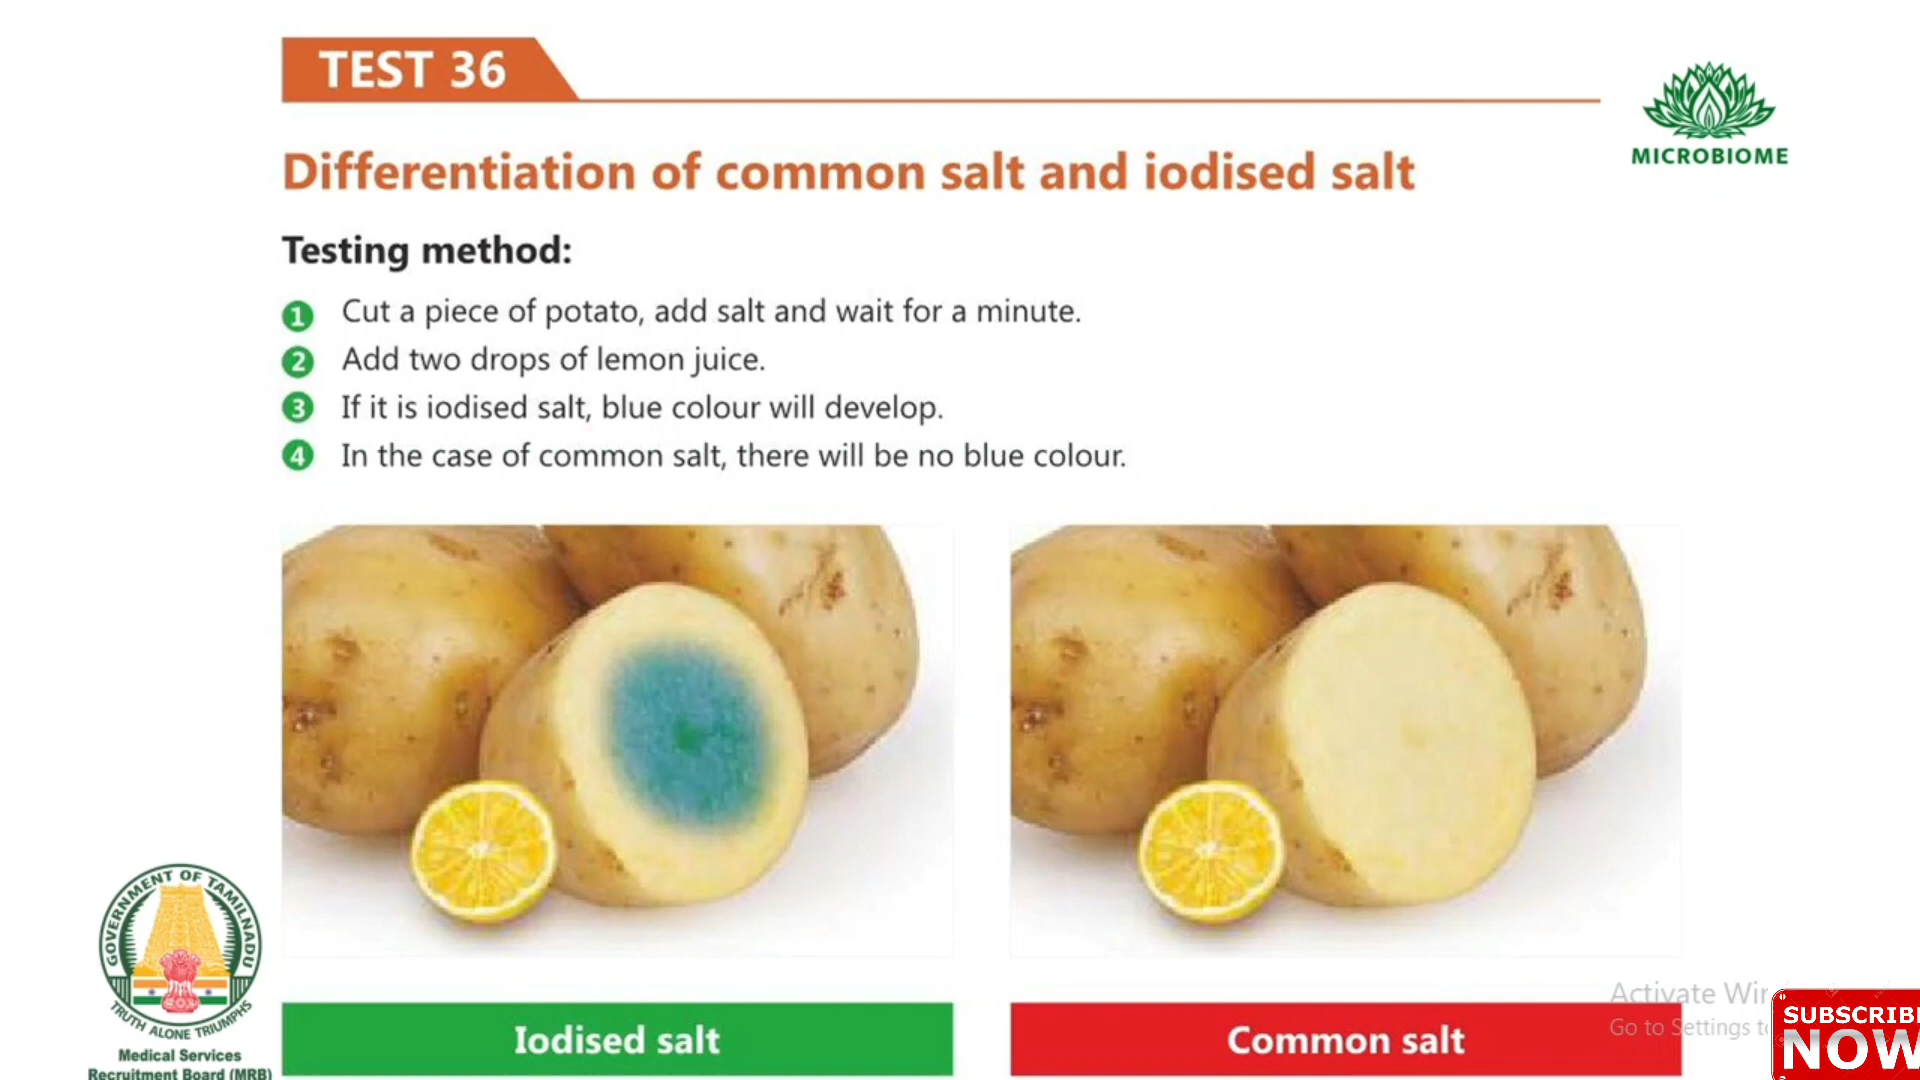 TEST 36
MICROBIOME
Differentiation of common salt and iodised salt
Testing method:
1 Cut a piece of potato, add salt and wait for a minute.
2 Add two drops of lemon juice.
3 If it is iodised salt, blue colour will develop.
4 In the case of common salt, there will be no blue colour.
GOVERNMENT OF TAMILNADU
TRUTH ALONE TRIUMPHS
Medical Services
Recruitment Board (MRB)
Iodised salt
Common salt
Activate Wi
Go to Settings t
SUBSCRIB
NOW